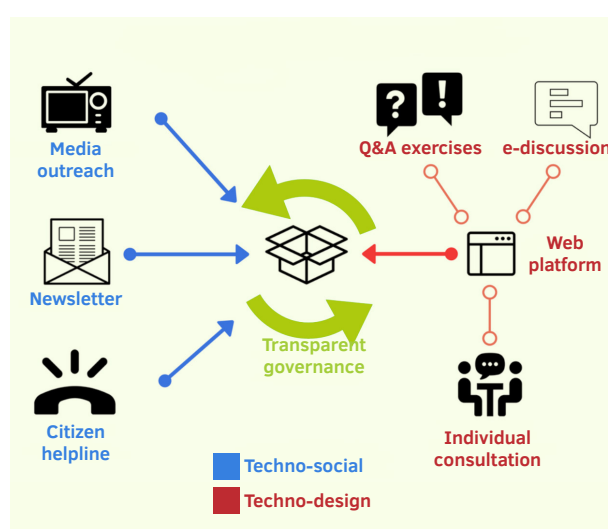 Media
outreach
Q&A exercises
e-discussion
Newsletter
Web
platform
Transparent
governance
Citizen
helpline
Individual
consultation
Techno-social
Techno-design